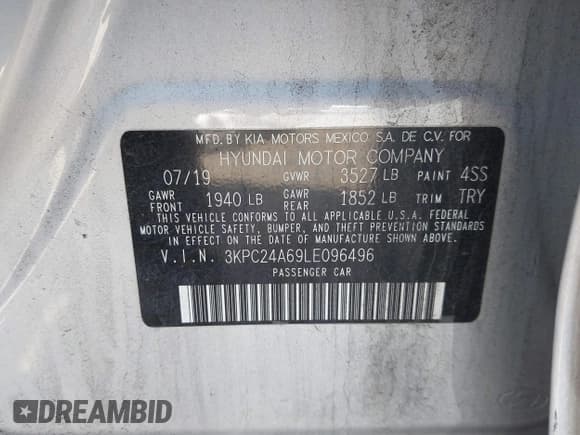 MFD. BY KIA MOTORS MEXICO S.A. DE C.V. FOR
HYUNDAI MOTOR COMPANY
07/19 GVWR 3527 LB PAINT 4SS
GAWR FRONT 1940 LB GAWR REAR 1852 LB TRIM TRY
THIS VEHICLE CONFORMS TO ALL APPLICABLE U.S.A. FEDERAL
MOTOR VEHICLE SAFETY, BUMPER, AND THEFT PREVENTION STANDARDS
IN EFFECT ON THE DATE OF MANUFACTURE SHOWN ABOVE.
V.I.N. 3KPC24A69LE096496
PASSENGER CAR
DREAMBID